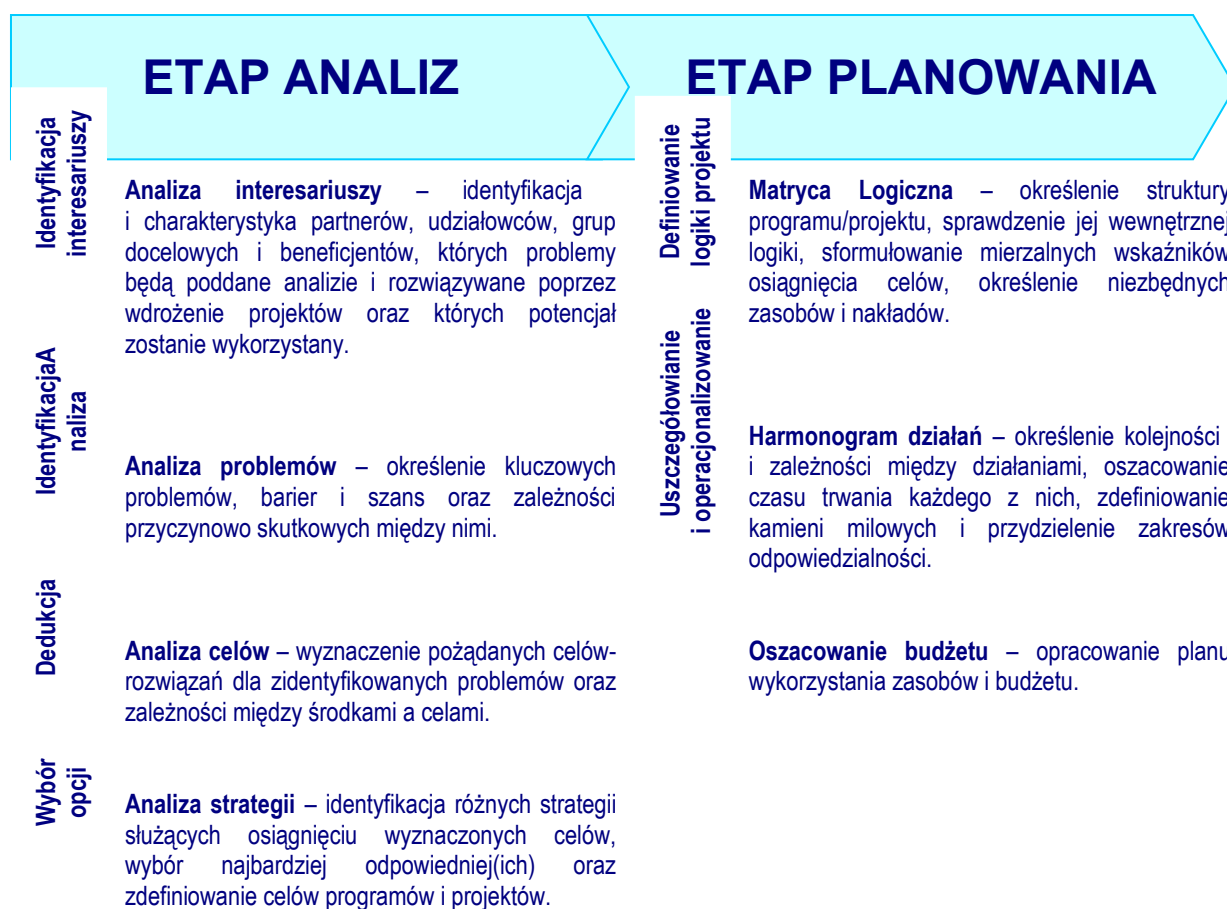 ETAP ANALIZ
Identyfikacja
interesariuszy
Analiza interesariuszy – identyfikacja
i charakterystyka partnerów, udziałowców, grup
docelowych i beneficjentów, których problemy
będą poddane analizie i rozwiązywane poprzez
wdrożenie projektów oraz których potencjał
zostanie wykorzystany.
IdentyfikacjaA
naliza
Analiza problemów – określenie kluczowych
problemów, barier i szans oraz zależności
przyczynowo skutkowych między nimi.
Dedukcja
Analiza celów – wyznaczenie pożądanych celów-
rozwiązań dla zidentyfikowanych problemów oraz
zależności między środkami a celami.
Wybór
opcji
Analiza strategii – identyfikacja różnych strategii
służących osiągnięciu wyznaczonych celów,
wybór najbardziej odpowiedniej(ich) oraz
zdefiniowanie celów programów i projektów.
ETAP PLANOWANIA
Definiowanie
logiki projektu
Matryca Logiczna – określenie struktury
programu/projektu, sprawdzenie jej wewnętrznej
logiki, sformułowanie mierzalnych wskaźników
osiągnięcia celów, określenie niezbędnych
zasobów i nakładów.
Uszczegółowianie
i operacjonalizowanie
Harmonogram działań – określenie kolejności
i zależności między działaniami, oszacowanie
czasu trwania każdego z nich, zdefiniowanie
kamieni milowych i przydzielenie zakresów
odpowiedzialności.
Oszacowanie budżetu – opracowanie planu
wykorzystania zasobów i budżetu.